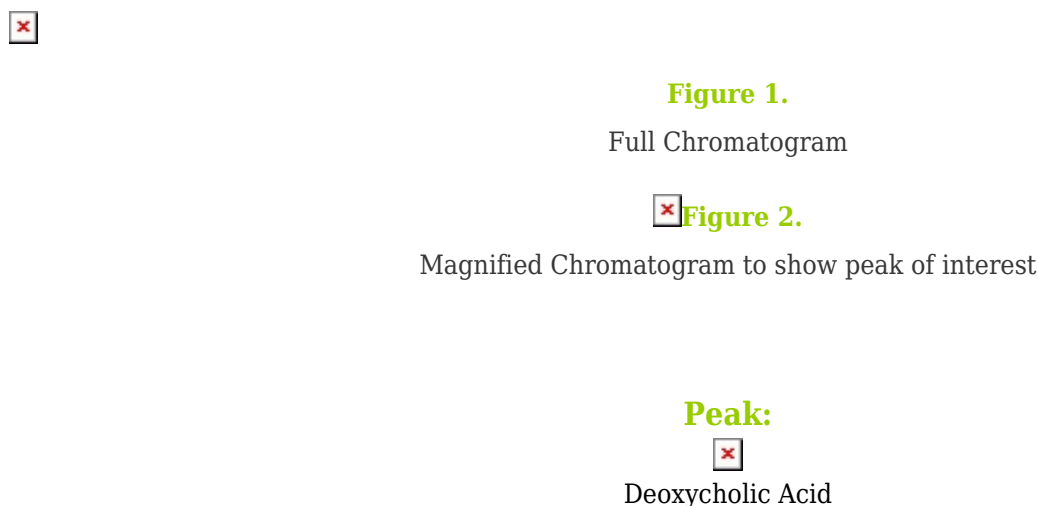 Figure 1.
Full Chromatogram
Figure 2.
Magnified Chromatogram to show peak of interest
Peak:
Deoxycholic Acid